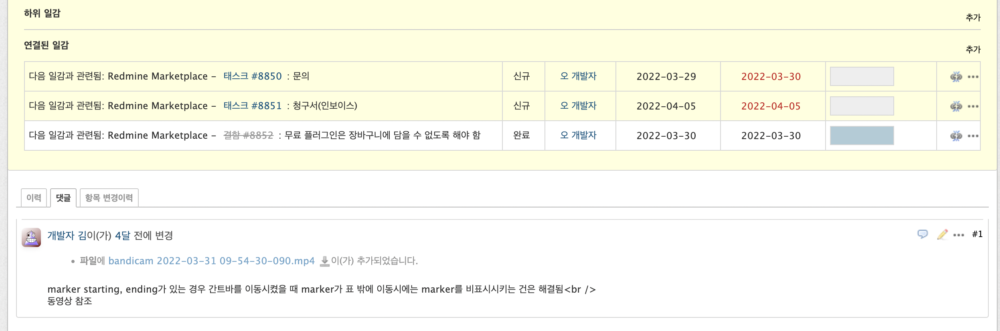 하위 일감
추가
연결된 일감
추가
다음 일감과 관련됨: Redmine Marketplace - 태스크 #8850 : 문의 신규 오 개발자 2022-03-29 2022-03-30
다음 일감과 관련됨: Redmine Marketplace - 태스크 #8851 : 청구서(인보이스) 신규 오 개발자 2022-04-05 2022-04-05
다음 일감과 관련됨: Redmine Marketplace - 결함 #8852 : 무료 플러그인은 장바구니에 담을 수 없도록 해야 함 완료 오 개발자 2022-03-30 2022-03-30
이력 댓글 항목 변경이력
개발자 김이(가) 4달 전에 변경 #1
• 파일에 bandicam 2022-03-31 09-54-30-090.mp4 이(가) 추가되었습니다.
marker starting, ending가 있는 경우 간트바를 이동시켰을 때 marker가 표 밖에 이동시에는 marker를 비표시시키는 건은 해결됨<br />
동영상 참조